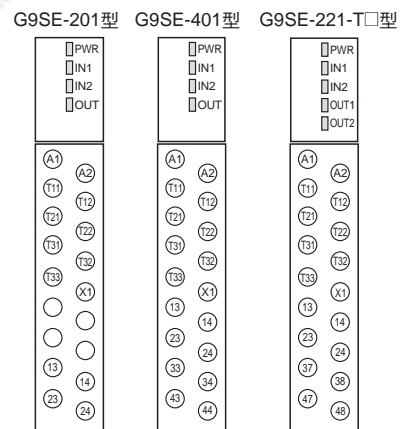 G9SE-201型 G9SE-401型 G9SE-221-T□型
PWR PWR PWR
IN1 IN1 IN1
IN2 IN2 IN2
OUT OUT OUT1
OUT2
A1 A1 A1
A2 A2 A2
T11 T11 T11
T12 T12 T12
T21 T21 T21
T22 T22 T22
T31 T31 T31
T32 T32 T32
T33 T33 T33
X1 X1 X1
13 13
14 14
23 23
24 24
13 33 37
14 34 38
23 43 47
24 44 48